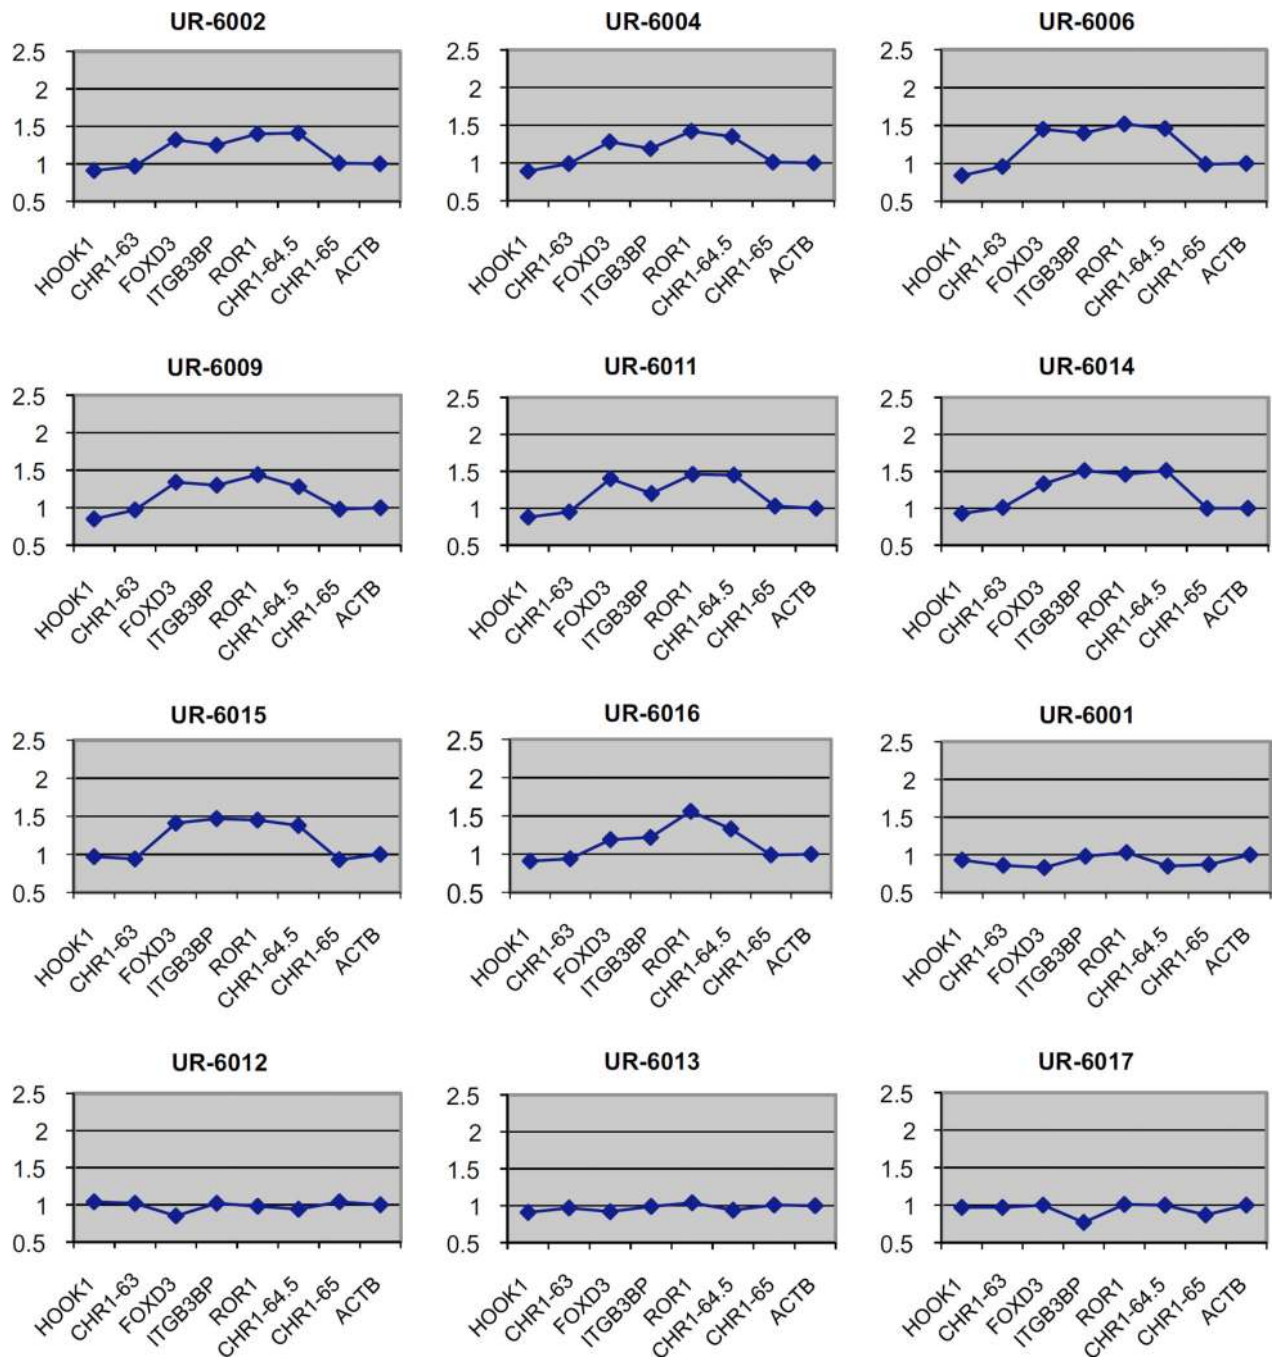 UR-6002
2.5
2
1.5
1
0.5
HOOK1
CHR1-63
FOXD3
ITGB3BP
ROR1
CHR1-64.5
CHR1-65
ACTB
UR-6004
2.5
2
1.5
1
0.5
HOOK1
CHR1-63
FOXD3
ITGB3BP
ROR1
CHR1-64.5
CHR1-65
ACTB
UR-6006
2.5
2
1.5
1
0.5
HOOK1
CHR1-63
FOXD3
ITGB3BP
ROR1
CHR1-64.5
CHR1-65
ACTB
UR-6009
2.5
2
1.5
1
0.5
HOOK1
CHR1-63
FOXD3
ITGB3BP
ROR1
CHR1-64.5
CHR1-65
ACTB
UR-6011
2.5
2
1.5
1
0.5
HOOK1
CHR1-63
FOXD3
ITGB3BP
ROR1
CHR1-64.5
CHR1-65
ACTB
UR-6014
2.5
2
1.5
1
0.5
HOOK1
CHR1-63
FOXD3
ITGB3BP
ROR1
CHR1-64.5
CHR1-65
ACTB
UR-6015
2.5
2
1.5
1
0.5
HOOK1
CHR1-63
FOXD3
ITGB3BP
ROR1
CHR1-64.5
CHR1-65
ACTB
UR-6016
2.5
2
1.5
1
0.5
HOOK1
CHR1-63
FOXD3
ITGB3BP
ROR1
CHR1-64.5
CHR1-65
ACTB
UR-6001
2.5
2
1.5
1
0.5
HOOK1
CHR1-63
FOXD3
ITGB3BP
ROR1
CHR1-64.5
CHR1-65
ACTB
UR-6012
2.5
2
1.5
1
0.5
HOOK1
CHR1-63
FOXD3
ITGB3BP
ROR1
CHR1-64.5
CHR1-65
ACTB
UR-6013
2.5
2
1.5
1
0.5
HOOK1
CHR1-63
FOXD3
ITGB3BP
ROR1
CHR1-64.5
CHR1-65
ACTB
UR-6017
2.5
2
1.5
1
0.5
HOOK1
CHR1-63
FOXD3
ITGB3BP
ROR1
CHR1-64.5
CHR1-65
ACTB